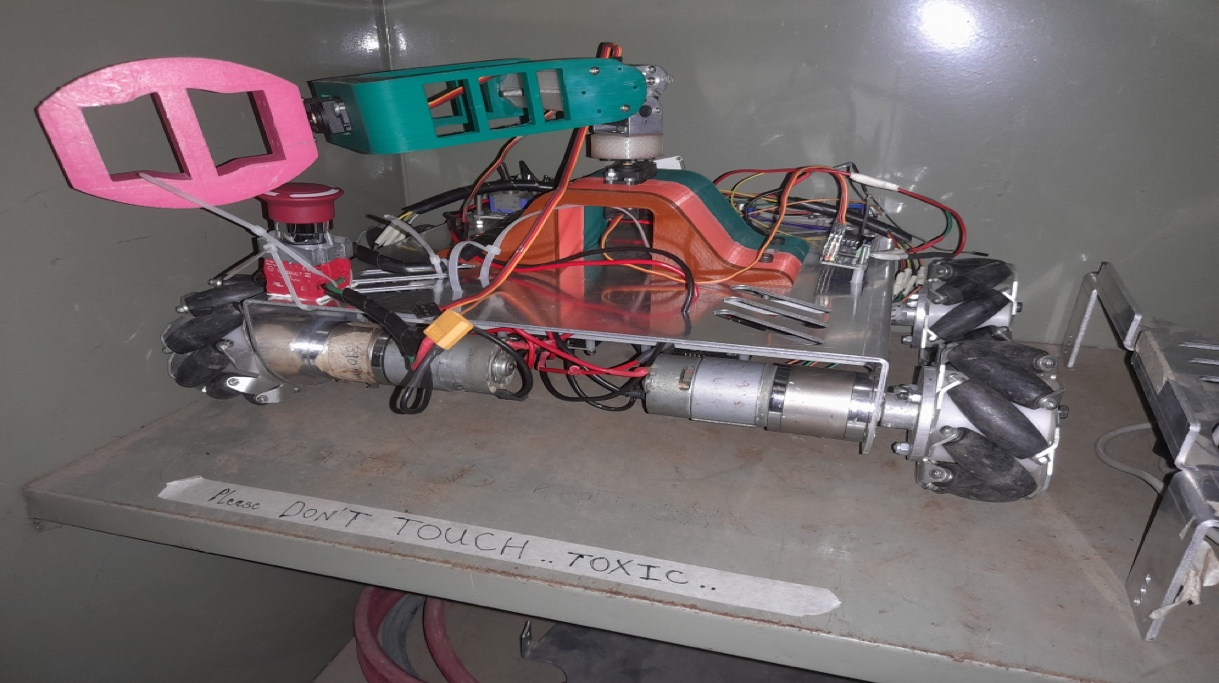 Please DON'T TOUCH .. TOXIC ..